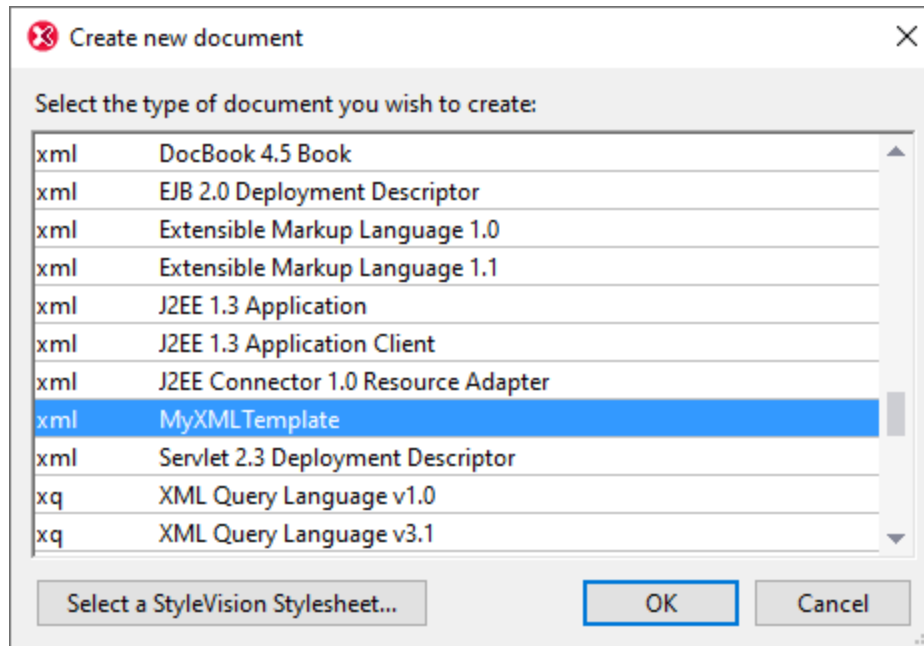 Create new document
Select the type of document you wish to create:
xml DocBook 4.5 Book
xml EJB 2.0 Deployment Descriptor
xml Extensible Markup Language 1.0
xml Extensible Markup Language 1.1
xml J2EE 1.3 Application
xml J2EE 1.3 Application Client
xml J2EE Connector 1.0 Resource Adapter
xml MyXMLTemplate
xml Servlet 2.3 Deployment Descriptor
xq XML Query Language v1.0
xq XML Query Language v3.1
Select a StyleVision Stylesheet... OK Cancel